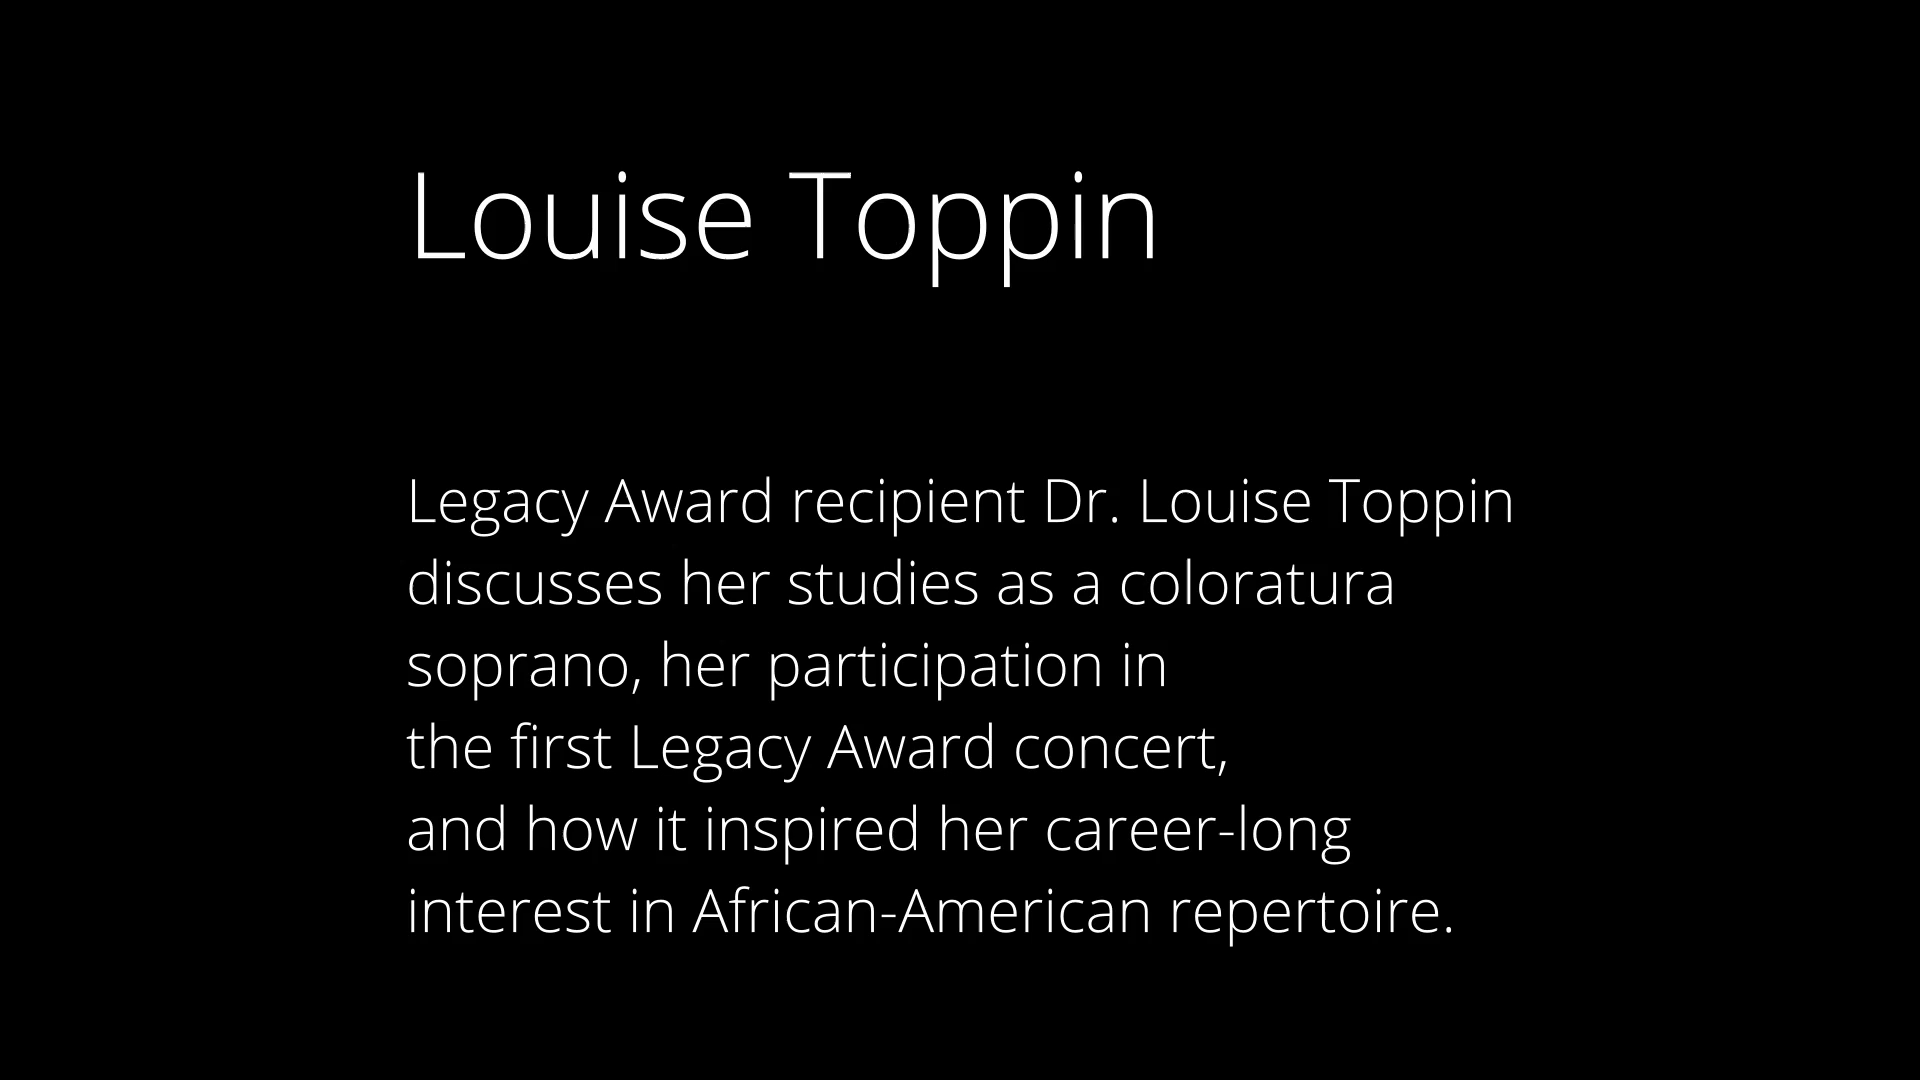 Louise Toppin
Legacy Award recipient Dr. Louise Toppin
discusses her studies as a coloratura
soprano, her participation in
the first Legacy Award concert,
and how it inspired her career-long
interest in African-American repertoire.